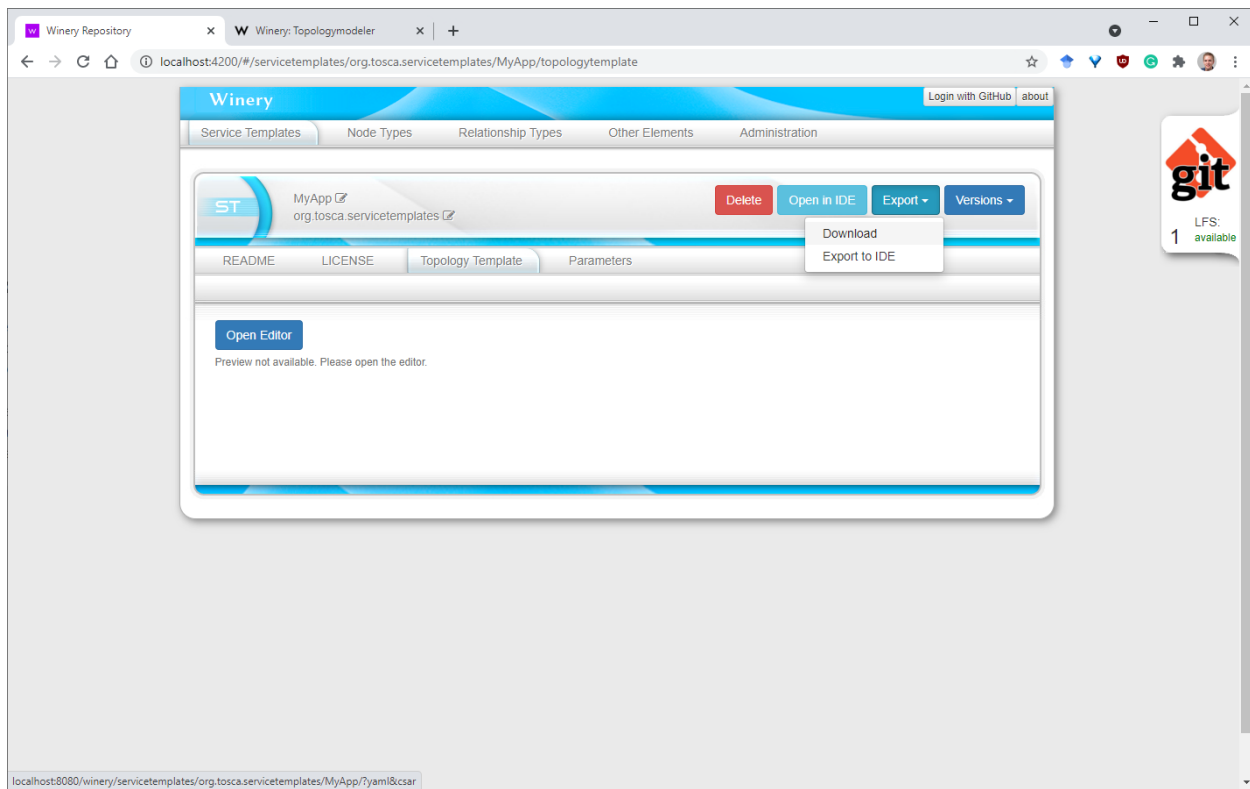 Winery Repository
Winery: Topologymodeler
localhost:4200/#/servicetemplates/org.tosca.servicetemplates/MyApp/topologytemplate
Winery
Login with GitHub about
Service Templates Node Types Relationship Types Other Elements Administration
git
LFS:
1 available
ST
MyApp
org.tosca.servicetemplates
Delete Open in IDE Export Versions
Download
Export to IDE
README LICENSE Topology Template Parameters
Open Editor
Preview not available. Please open the editor.
localhost:8080/winery/servicetemplates/org.tosca.servicetemplates/MyApp/?yaml&csar